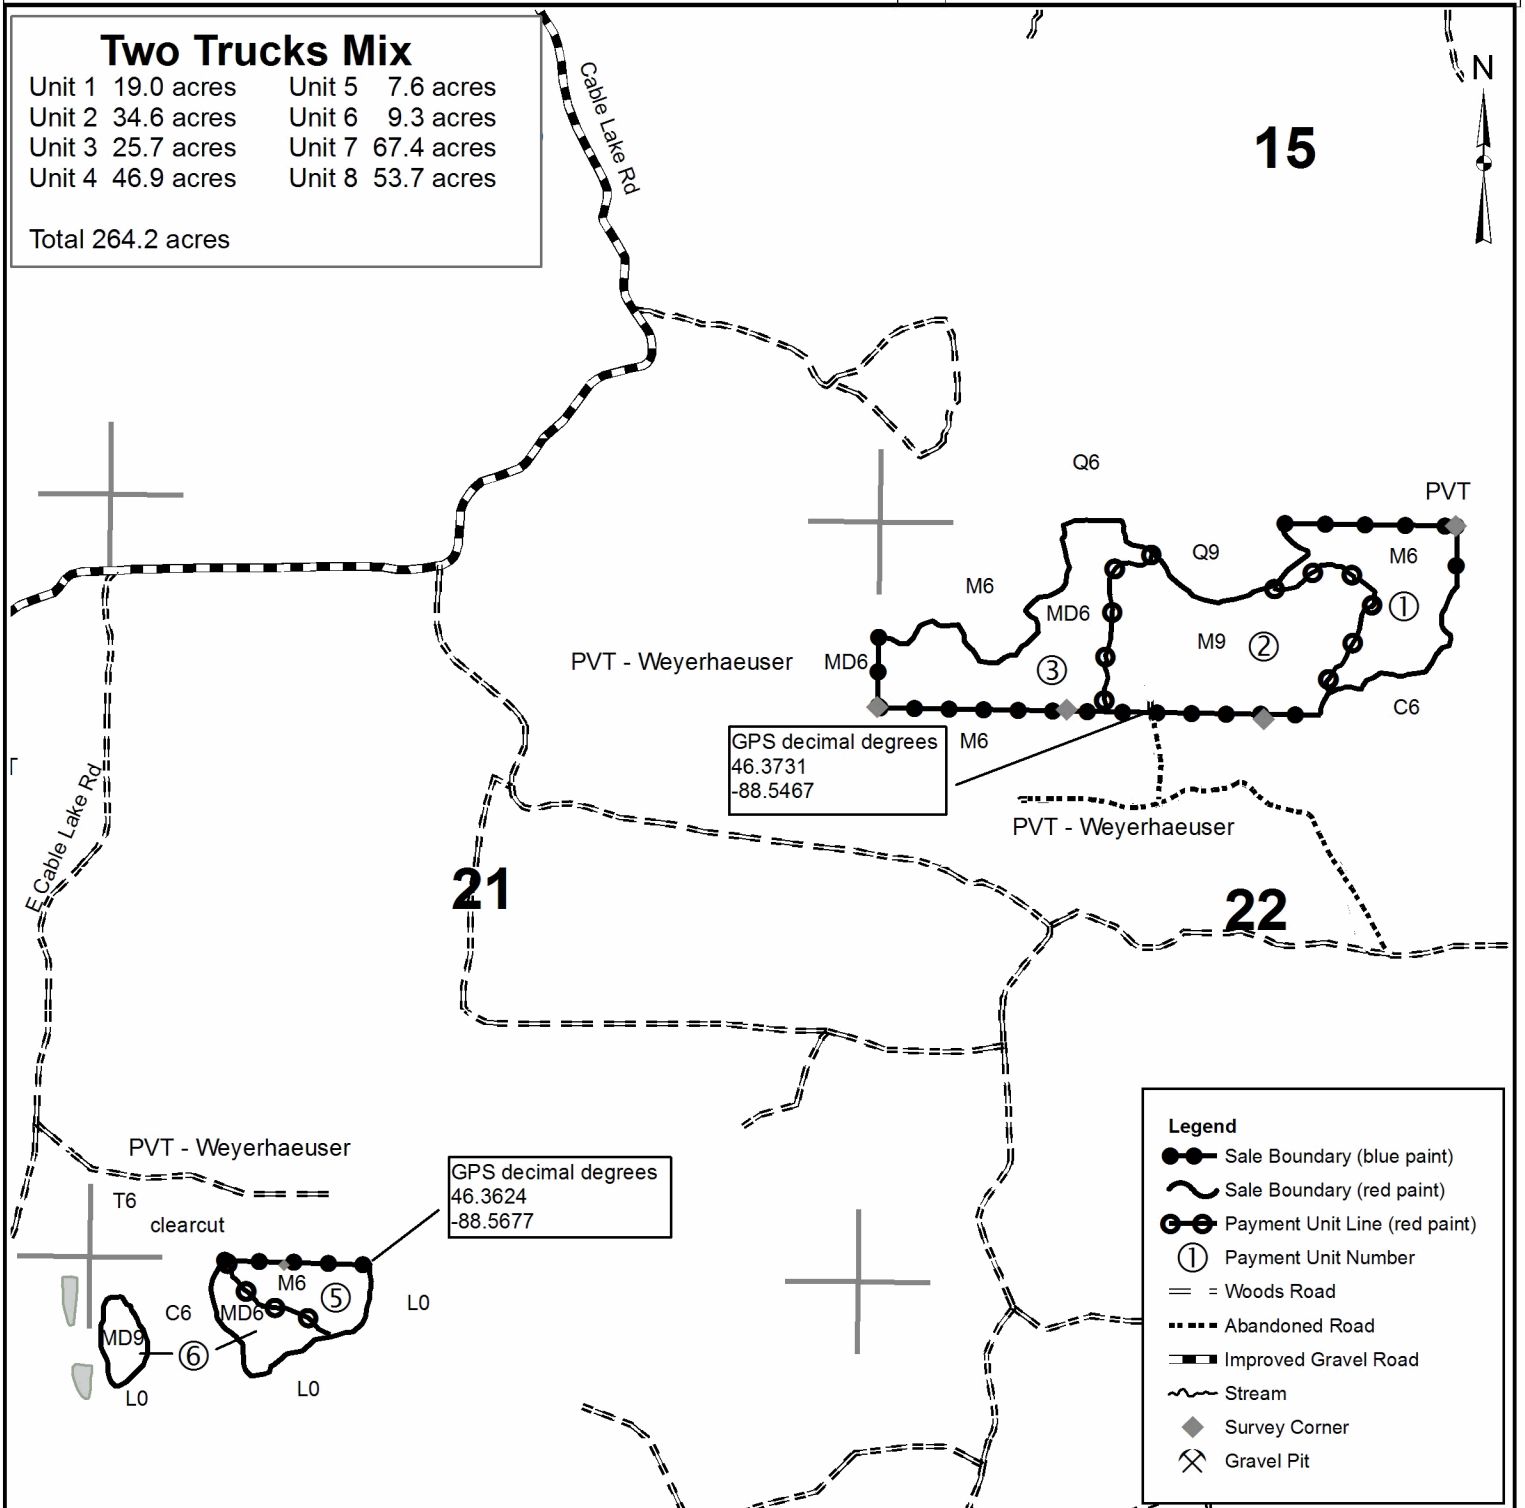 Two Trucks Mix
Unit 1 19.0 acres Unit 5 7.6 acres
Unit 2 34.6 acres Unit 6 9.3 acres
Unit 3 25.7 acres Unit 7 67.4 acres
Unit 4 46.9 acres Unit 8 53.7 acres
Total 264.2 acres
Cable Lake Rd
N
15
Q6
PVT
Q9
M6
M6
MD6
1
M9
2
PVT - Weyerhaeuser
MD6
3
C6
M6
GPS decimal degrees
46.3731
-88.5467
PVT - Weyerhaeuser
E Cable Lake Rd
21
22
PVT - Weyerhaeuser
T6
clearcut
GPS decimal degrees
46.3624
-88.5677
M6
5
L0
C6
MD6
MD9
6
L0
L0
Legend
Sale Boundary (blue paint)
Sale Boundary (red paint)
Payment Unit Line (red paint)
1 Payment Unit Number
Woods Road
Abandoned Road
Improved Gravel Road
Stream
Survey Corner
Gravel Pit